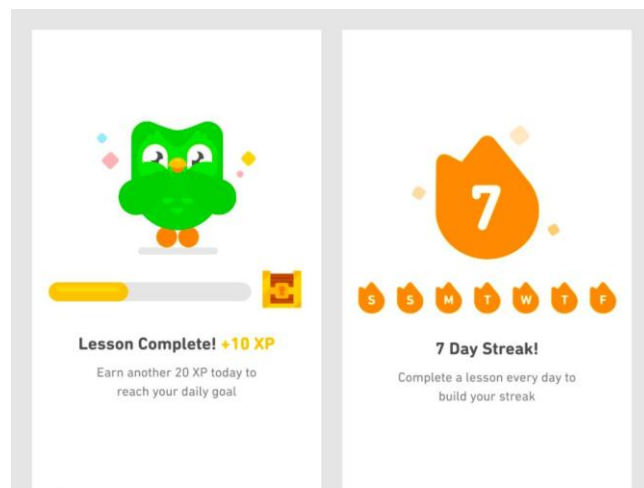 Lesson Complete! +10 XP
Earn another 20 XP today to
reach your daily goal
7
S S M T W T F
7 Day Streak!
Complete a lesson every day to
build your streak